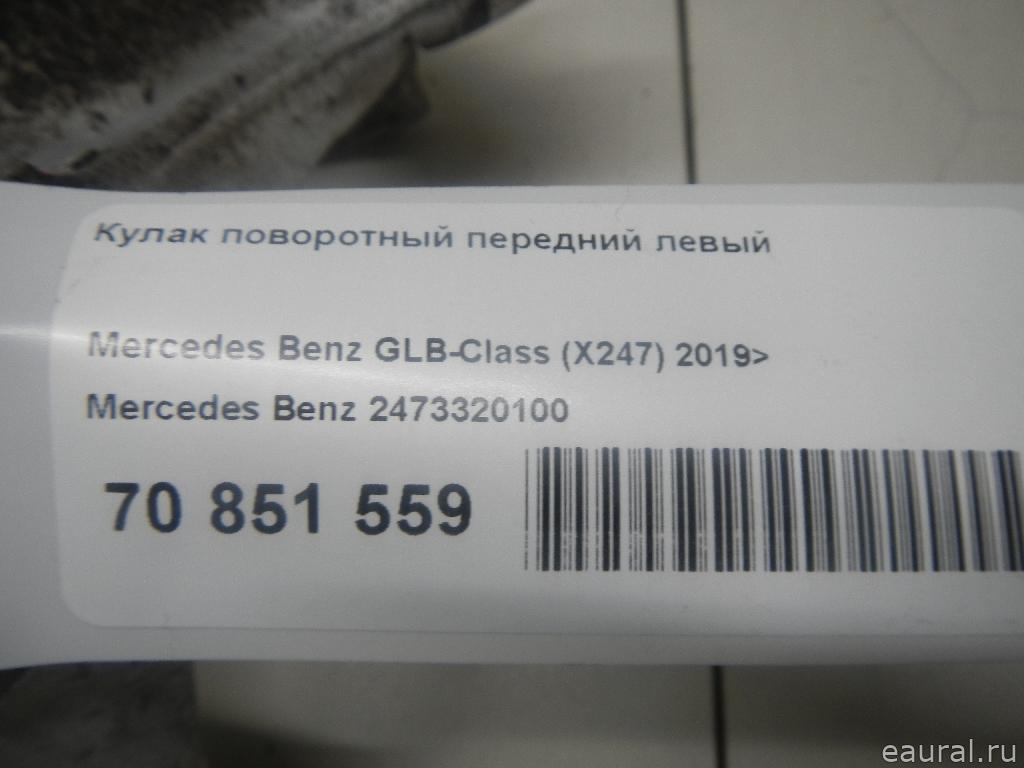 Кулак поворотный передний левый
Mercedes Benz GLB-Class (X247) 2019>
Mercedes Benz 2473320100
70 851 559
eaural.ru